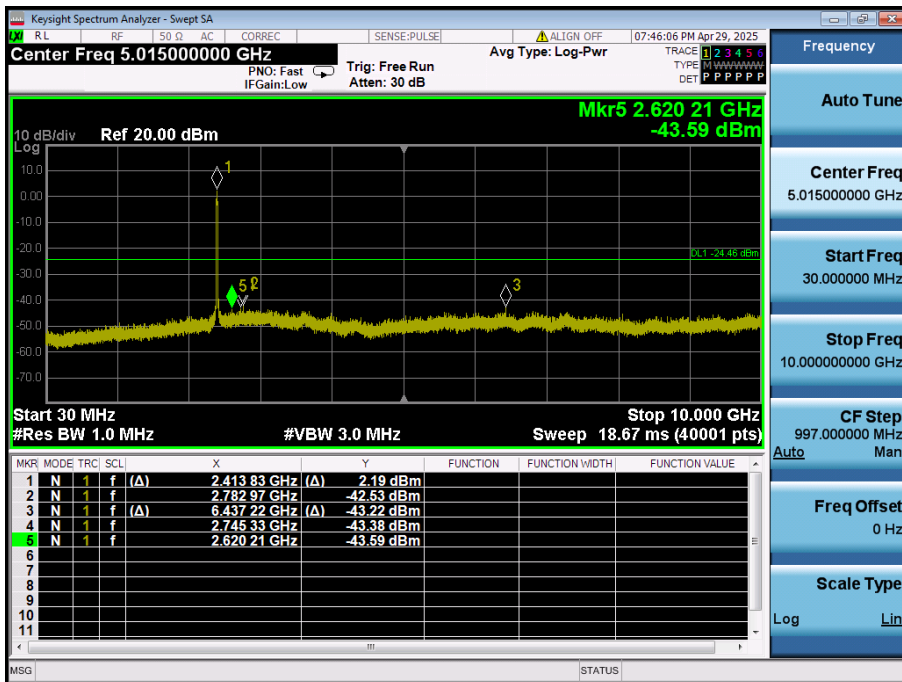 Keysight Spectrum Analyzer - Swept SA
LXI RL RF 50 Ω AC CORREC SENSE:PULSE ALIGN OFF 07:46:06 PM Apr 29, 2025
Center Freq 5.015000000 GHz
PNO: Fast
IFGain:Low
Trig: Free Run
Atten: 30 dB
Avg Type: Log-Pwr
TRACE 1 2 3 4 5 6
TYPE M WWWWW
DET P P P P P P
Mkr5 2.620 21 GHz
-43.59 dBm
10 dB/div Ref 20.00 dBm
Log
10.0
0.00
-10.0
-20.0
-30.0
-40.0
-50.0
-60.0
-70.0
1
5 2
3
DL1 -24.46 dBm
Start 30 MHz Stop 10.000 GHz
#Res BW 1.0 MHz #VBW 3.0 MHz Sweep 18.67 ms (40001 pts)
MKR MODE TRC SCL X Y FUNCTION FUNCTION WIDTH FUNCTION VALUE
1 N 1 f (Δ) 2.413 83 GHz (Δ) 2.19 dBm
2 N 1 f 2.782 97 GHz -42.53 dBm
3 N 1 f (Δ) 6.437 22 GHz (Δ) -43.22 dBm
4 N 1 f 2.745 33 GHz -43.38 dBm
5 N 1 f 2.620 21 GHz -43.59 dBm
6
7
8
9
10
11
MSG STATUS
Frequency
Auto Tune
Center Freq
5.015000000 GHz
Start Freq
30.000000 MHz
Stop Freq
10.000000000 GHz
CF Step
997.000000 MHz
Auto Man
Freq Offset
0 Hz
Scale Type
Log Lin